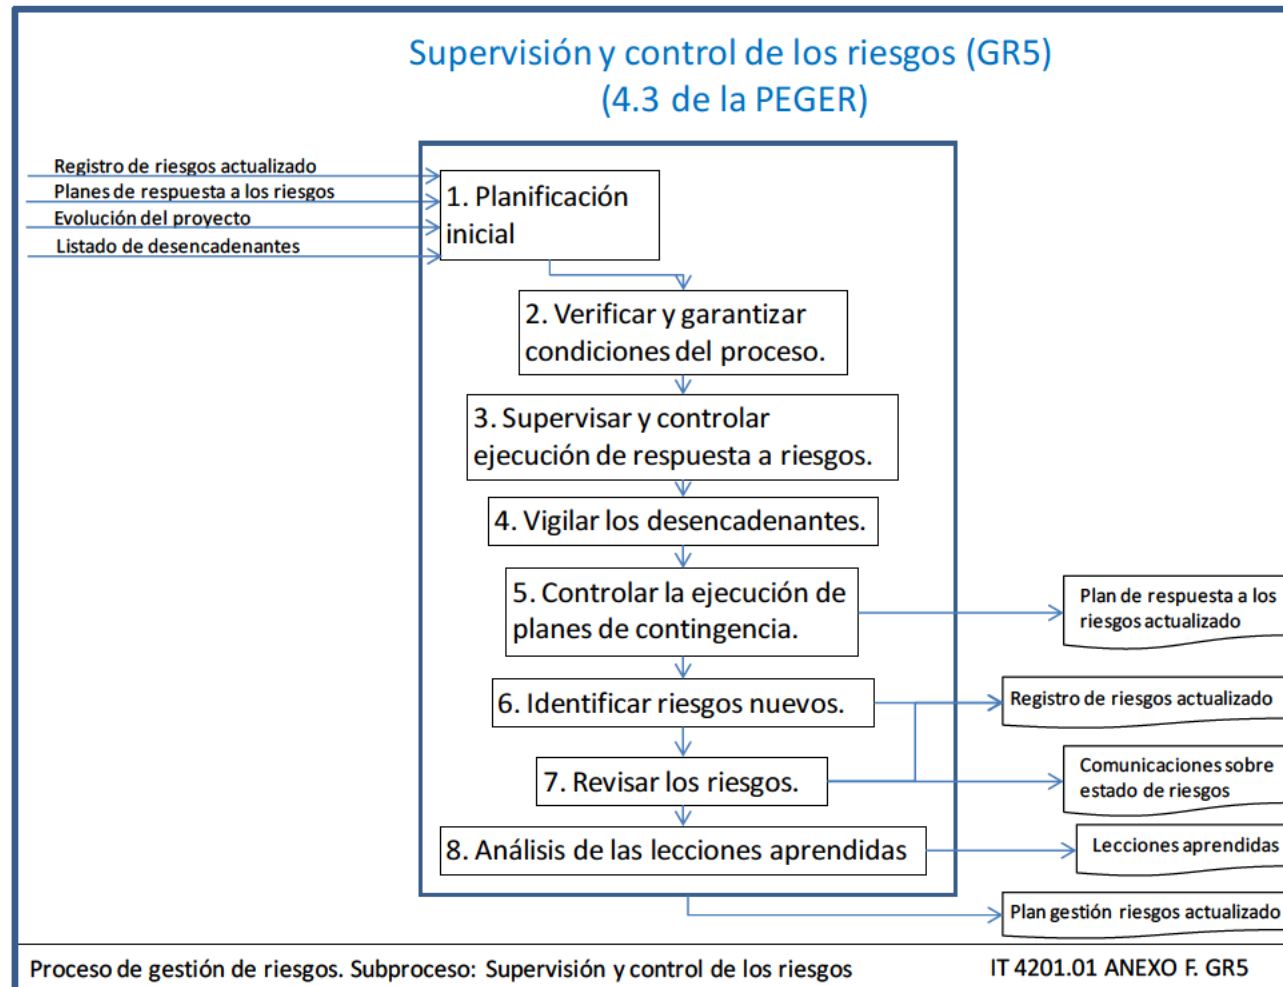 Supervisión y control de los riesgos (GR5)
(4.3 de la PEGER)
Registro de riesgos actualizado
Planes de respuesta a los riesgos
Evolución del proyecto
Listado de desencadenantes
1. Planificación
inicial
2. Verificar y garantizar
condiciones del proceso.
3. Supervisar y controlar
ejecución de respuesta a riesgos.
4. Vigilar los desencadenantes.
5. Controlar la ejecución de
planes de contingencia.
Plan de respuesta a los
riesgos actualizado
6. Identificar riesgos nuevos.
Registro de riesgos actualizado
7. Revisar los riesgos.
Comunicaciones sobre
estado de riesgos
8. Análisis de las lecciones aprendidas
Lecciones aprendidas
Plan gestión riesgos actualizado
Proceso de gestión de riesgos. Subproceso: Supervisión y control de los riesgos
IT 4201.01 ANEXO F. GR5